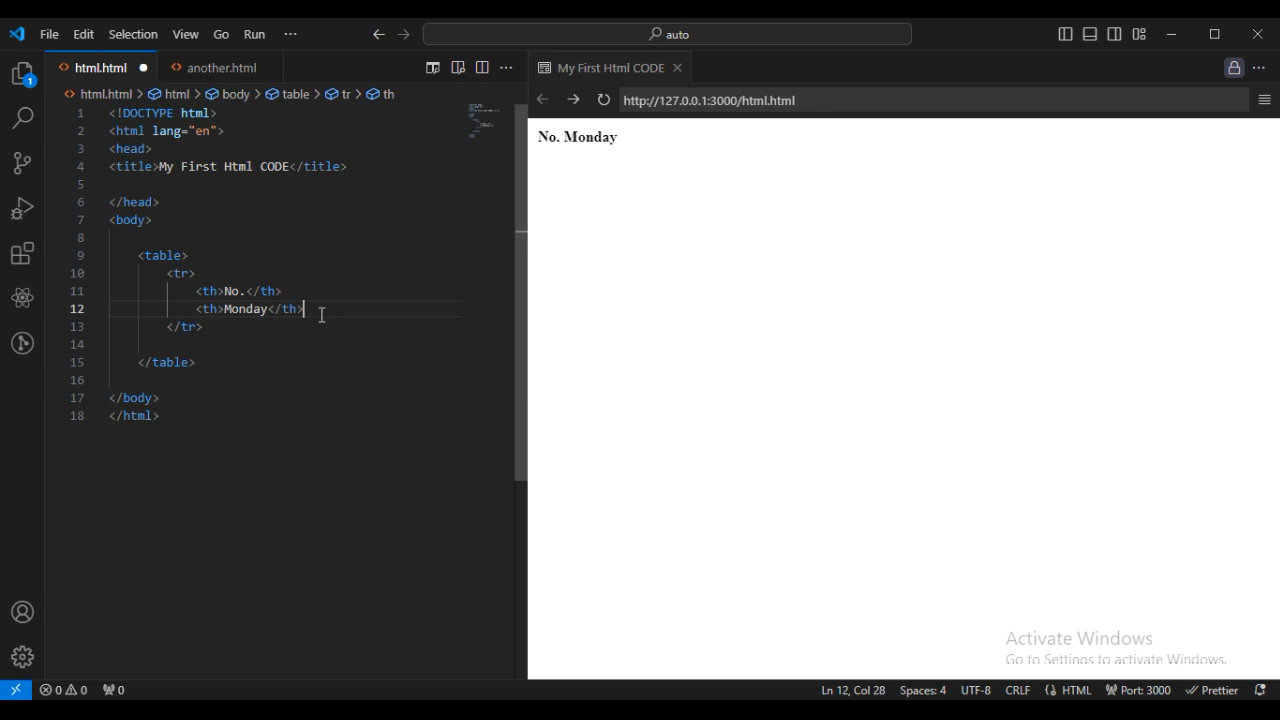 File Edit Selection View Go Run ··· auto
html.html another.html
html.html > html > body > table > tr > th
1 <!DOCTYPE html>
2 <html lang="en">
3 <head>
4 <title>My First Html CODE</title>
5
6 </head>
7 <body>
8
9 <table>
10 <tr>
11 <th>No.</th>
12 <th>Monday</th>
13 </tr>
14
15 </table>
16
17 </body>
18 </html>
My First Html CODE
http://127.0.0.1:3000/html.html
No. Monday
Activate Windows
Go to Settings to activate Windows.
1
0 0 0 Ln 12, Col 28 Spaces: 4 UTF-8 CRLF HTML Port: 3000 Prettier